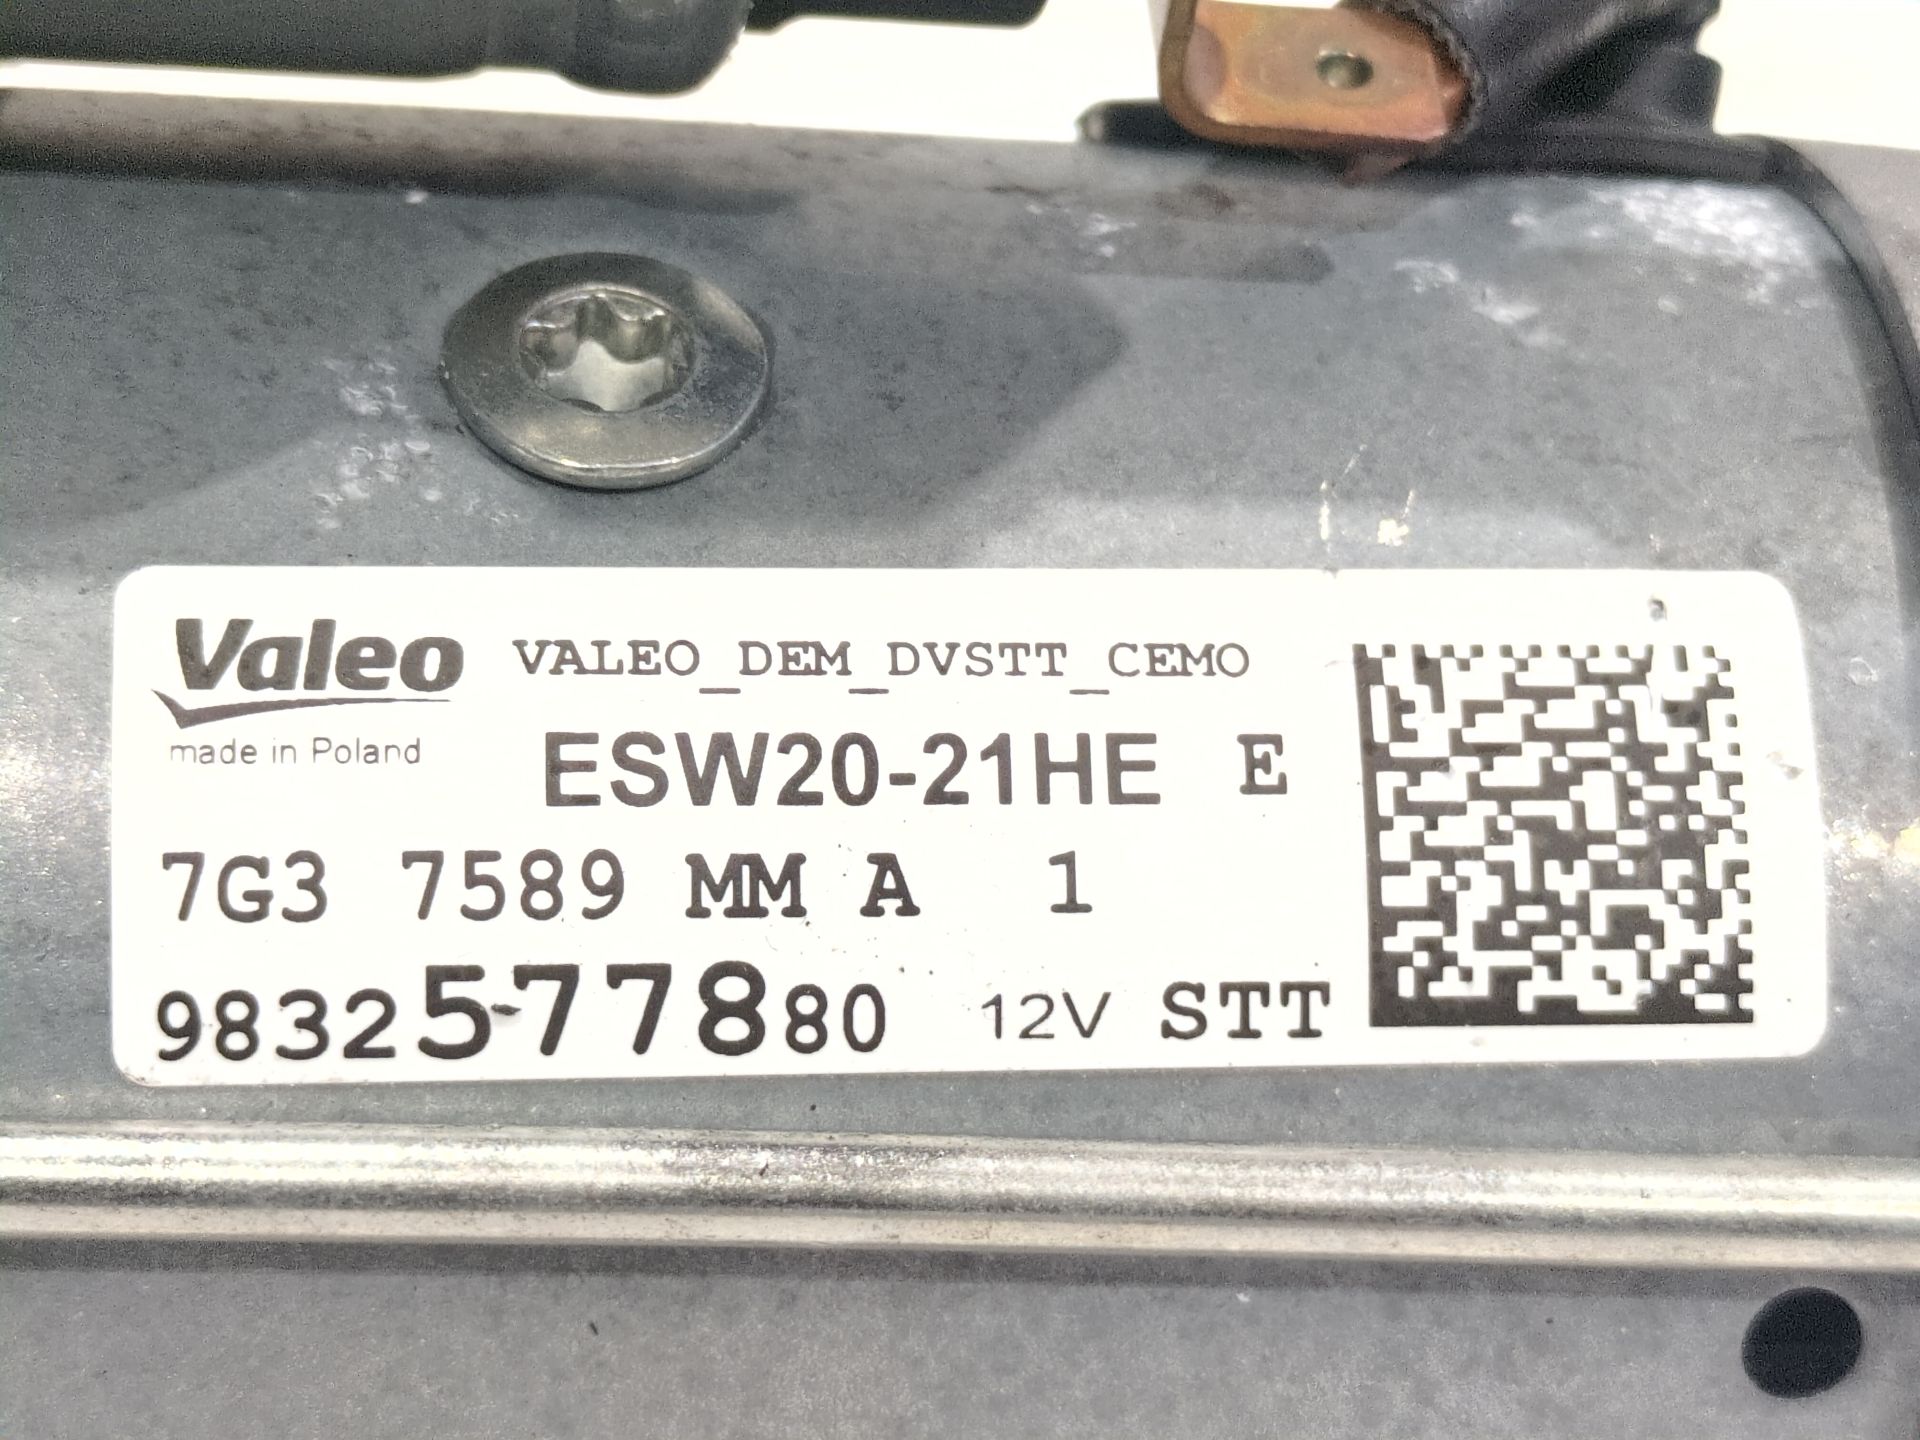 Valeo VALEO_DEM_DVSTT_CEMO
made in Poland ESW20-21HE E
7G3 7589 MM A 1
9832577880 12V STT